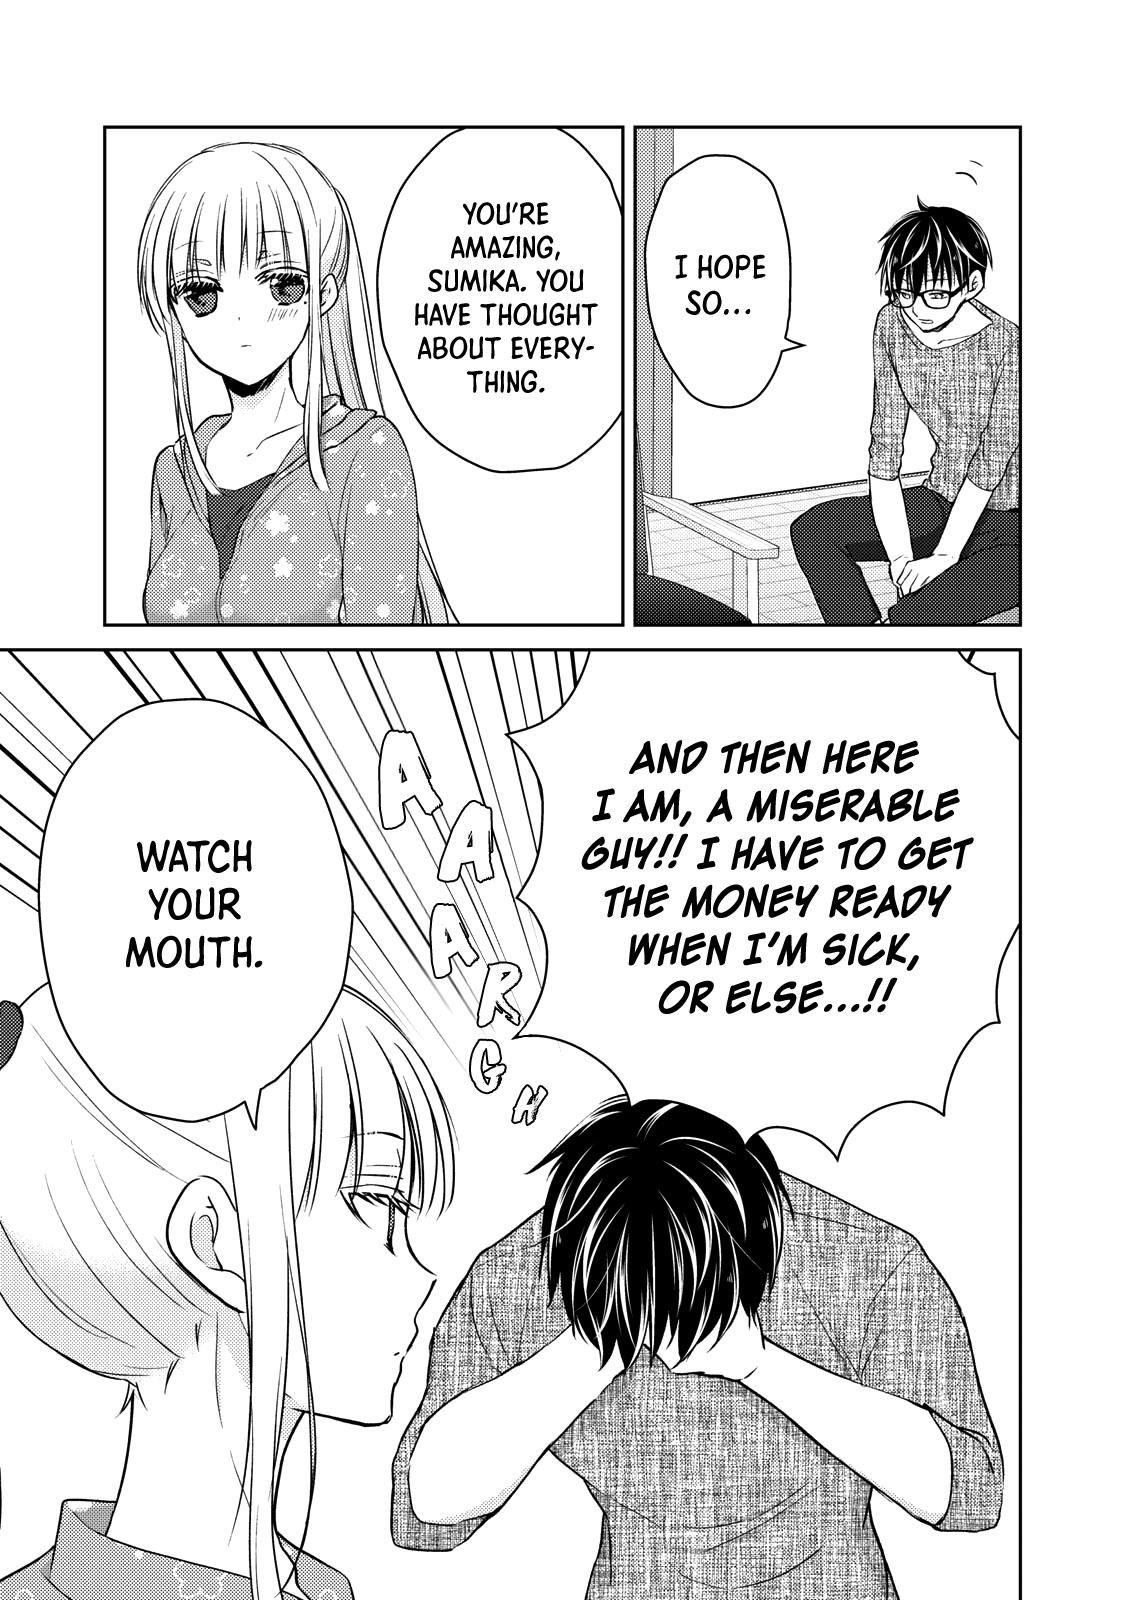 I HOPE
SO...
YOU'RE
AMAZING,
SUMIKA. YOU
HAVE THOUGHT
ABOUT EVERY-
THING.
AND THEN HERE
I AM, A MISERABLE
GUY!! I HAVE TO GET
THE MONEY READY
WHEN I'M SICK,
OR ELSE...!!
AAAARGH
WATCH
YOUR
MOUTH.